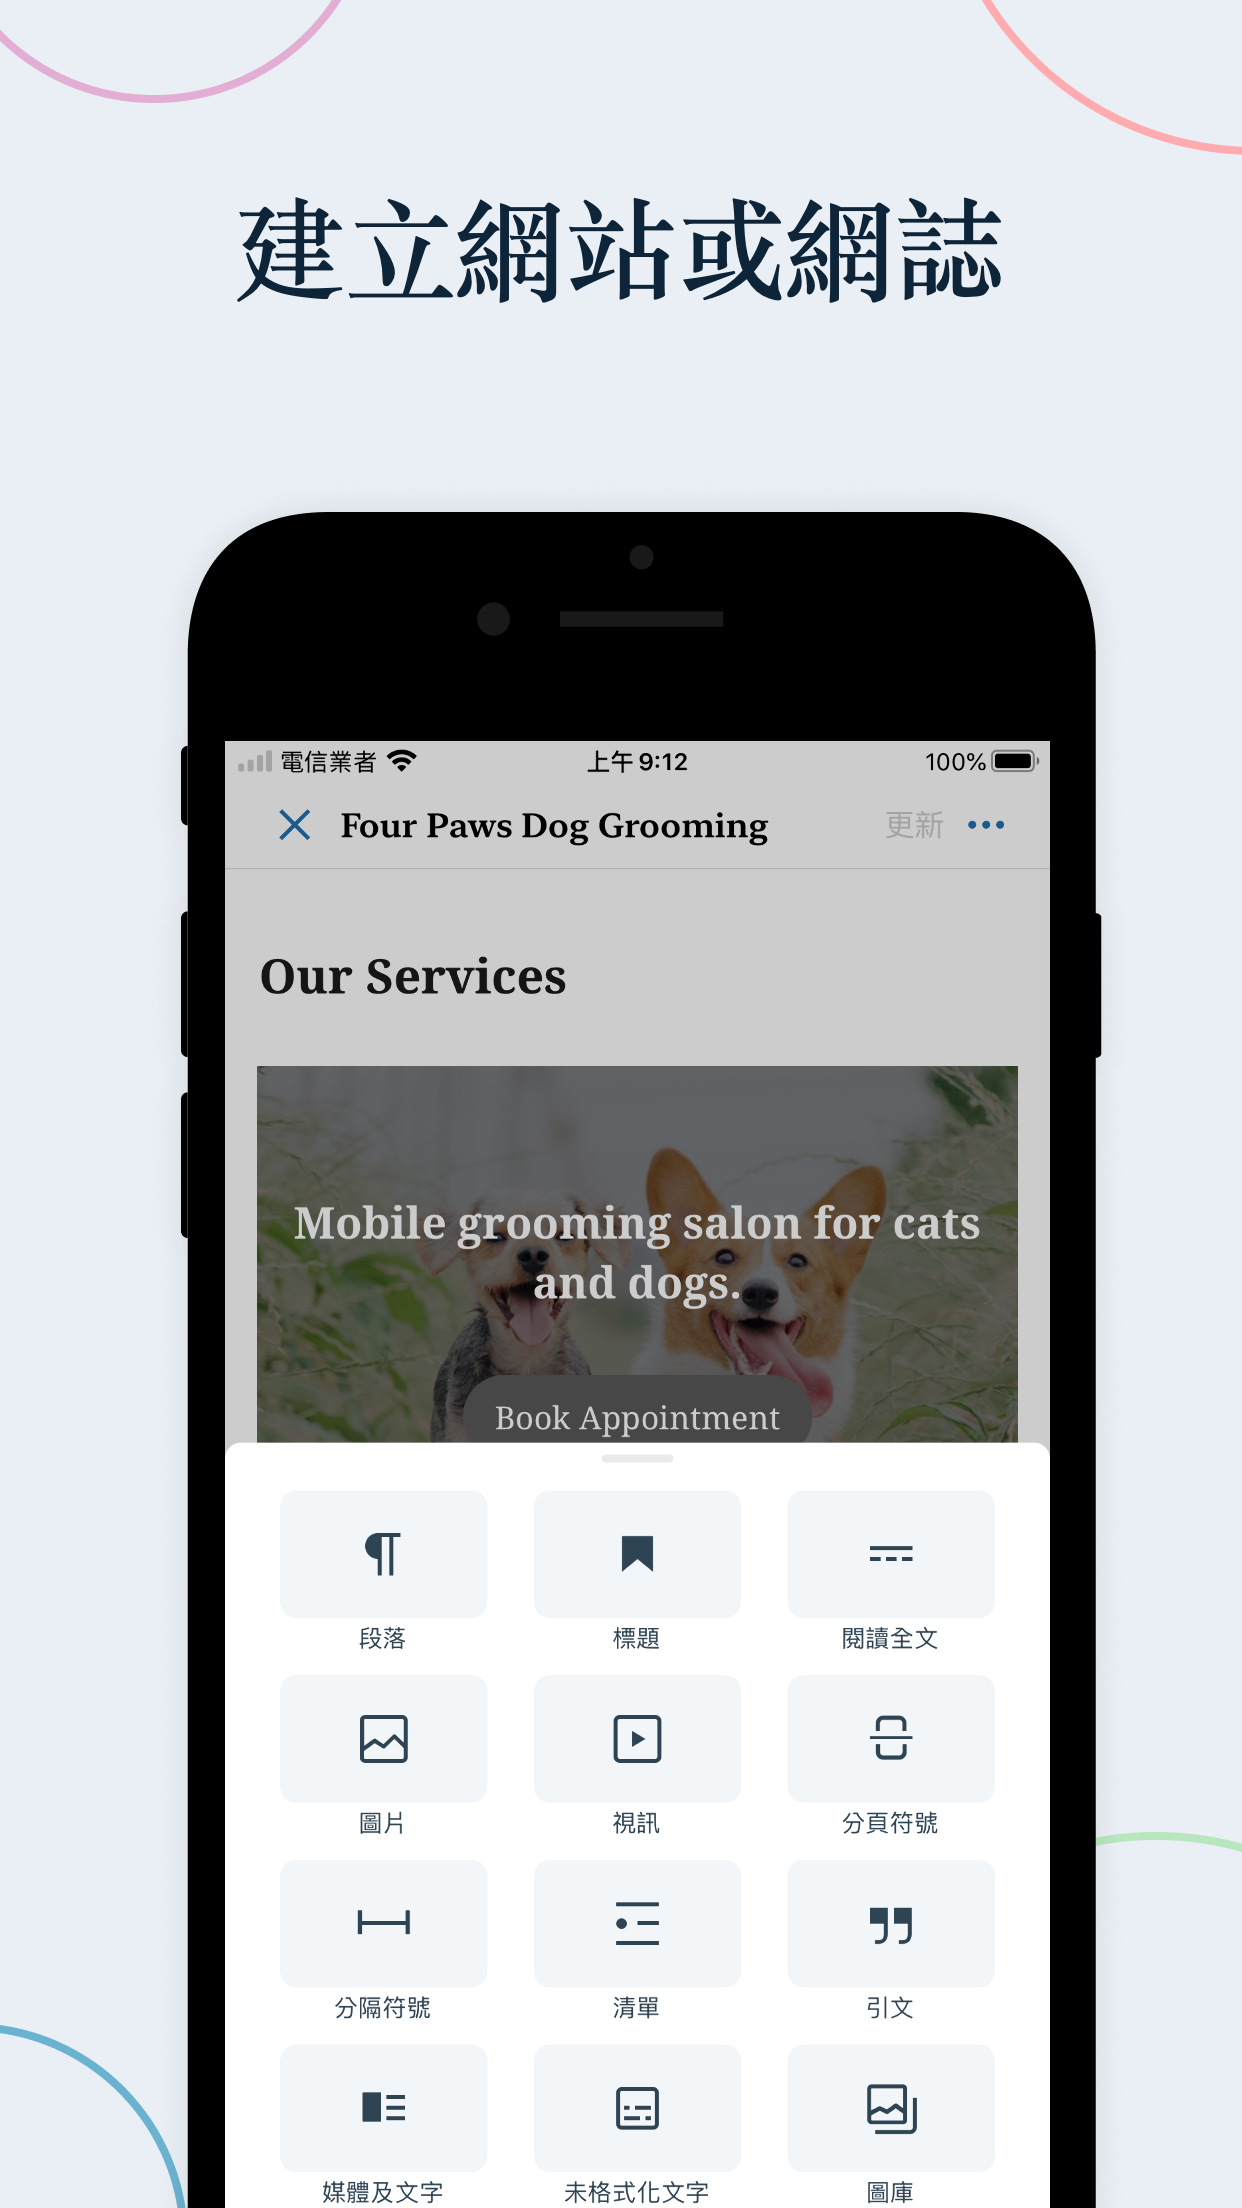 建立網站或網誌
電信業者 上午 9:12 100%
Four Paws Dog Grooming 更新
Our Services
Mobile grooming salon for cats
and dogs.
Book Appointment
段落 標題 閱讀全文
圖片 視訊 分頁符號
分隔符號 清單 引文
媒體及文字 未格式化文字 圖庫